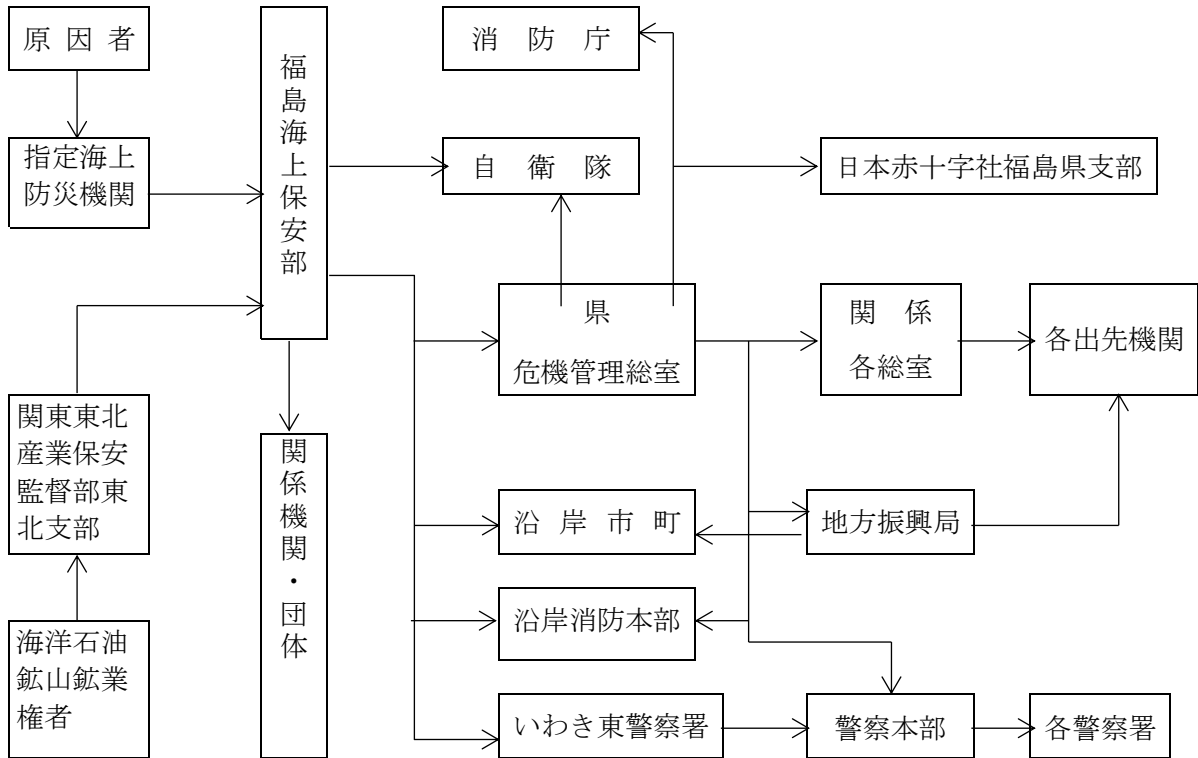 原 因 者
指定海上
防災機関
関東東北
産業保安
監督部東
北支部
海洋石油
鉱山鉱業
権者
福島海上保安部
関係機関・団体
消 防 庁
自 衛 隊
日本赤十字社福島県支部
県
危機管理総室
関 係
各総室
各出先機関
沿 岸 市 町
地方振興局
沿岸消防本部
いわき東警察署
警察本部
各警察署